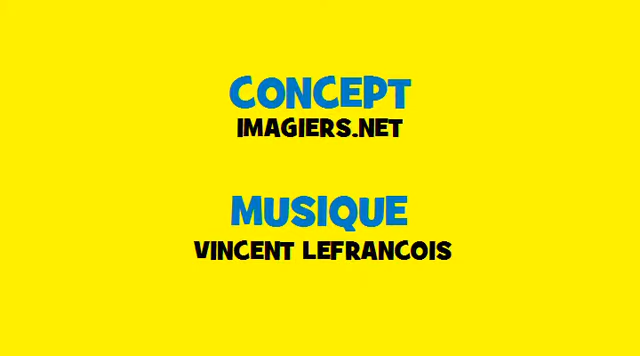 CONCEPT
IMAGIERS.NET
MUSIQUE
VINCENT LEFRANCOIS